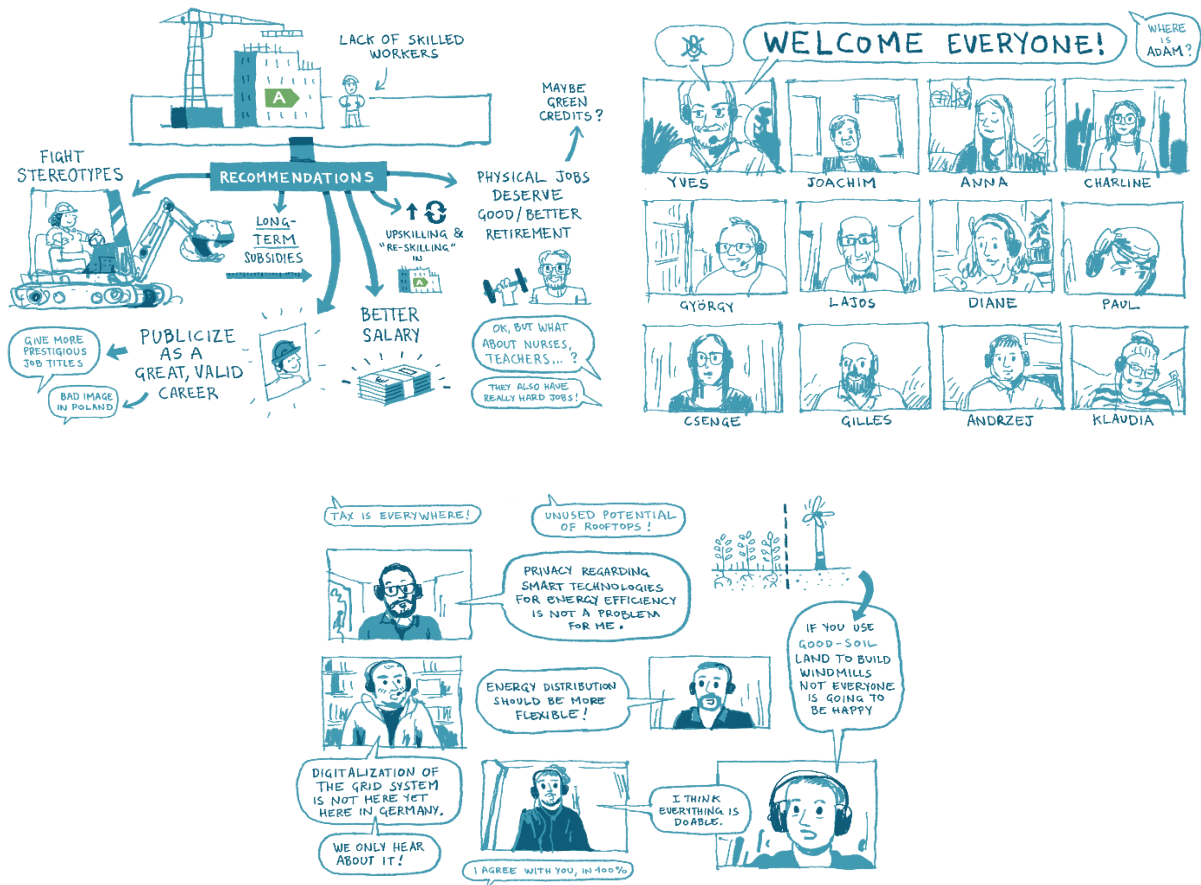 LACK OF SKILLED
WORKERS
A
RECOMMENDATIONS
FIGHT
STEREOTYPES
LONG-
TERM
SUBSIDIES
UPSKILLING &
"RE-SKILLING"
IN
A
MAYBE
GREEN
CREDITS?
PHYSICAL JOBS
DESERVE
GOOD/BETTER
RETIREMENT
OK, BUT WHAT
ABOUT NURSES,
TEACHERS...?
THEY ALSO HAVE
REALLY HARD JOBS!
BETTER
SALARY
PUBLICIZE
AS A
GREAT, VALID
CAREER
GIVE MORE
PRESTIGIOUS
JOB TITLES
BAD IMAGE
IN POLAND
WELCOME EVERYONE!
WHERE
IS
ADAM?
YVES
JOACHIM
ANNA
CHARLINE
GYÖRGY
LAJOS
DIANE
PAUL
CSENGE
GILLES
ANDRZEJ
KLAUDIA
TAX IS EVERYWHERE!
UNUSED POTENTIAL
OF ROOFTOPS!
PRIVACY REGARDING
SMART TECHNOLOGIES
FOR ENERGY EFFICIENCY
IS NOT A PROBLEM
FOR ME.
IF YOU USE
GOOD-SOIL
LAND TO BUILD
WINDMILLS
NOT EVERYONE
IS GOING TO
BE HAPPY
ENERGY DISTRIBUTION
SHOULD BE MORE
FLEXIBLE!
DIGITALIZATION OF
THE GRID SYSTEM
IS NOT HERE YET
HERE IN GERMANY.
WE ONLY HEAR
ABOUT IT!
I THINK
EVERYTHING IS
DOABLE.
I AGREE WITH YOU, IN 100%